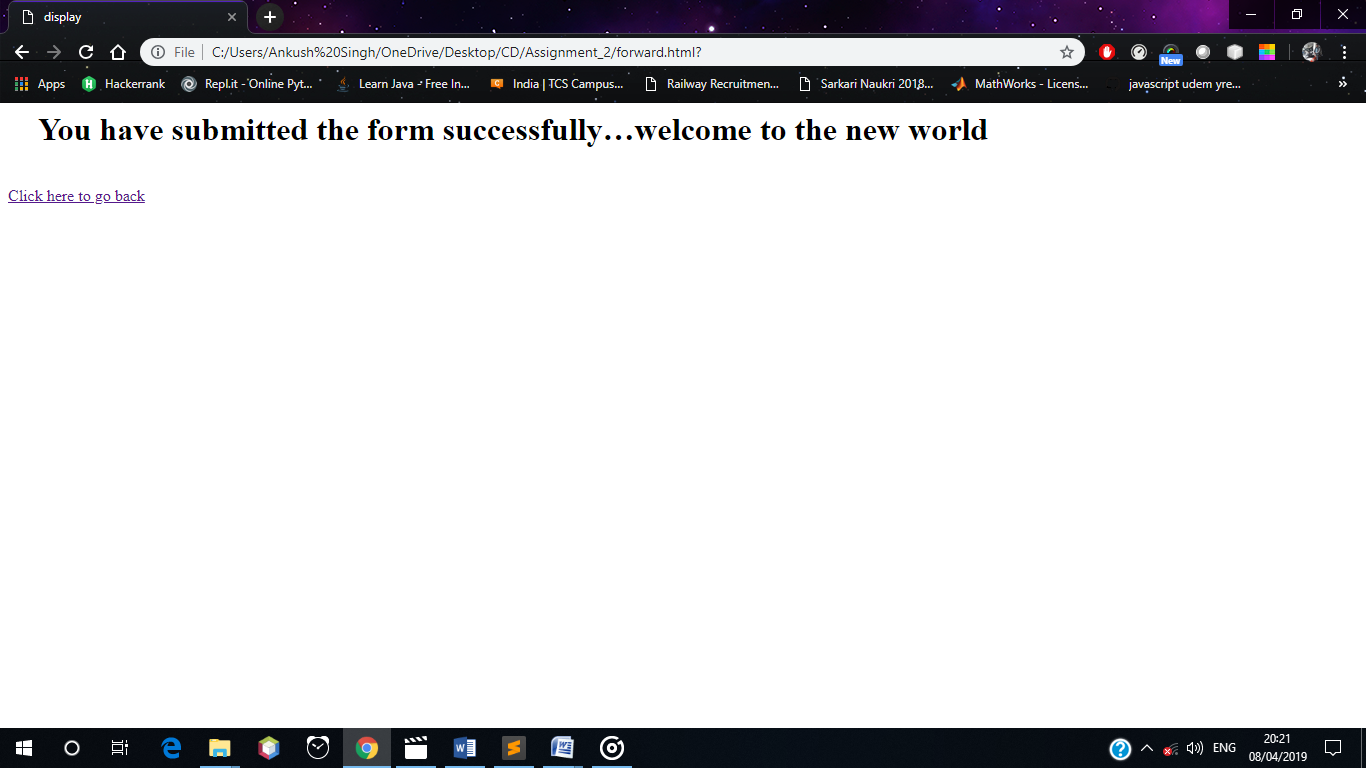 display
File
C:/Users/Ankush%20Singh/OneDrive/Desktop/CD/Assignment_2/forward.html?
New
Apps
Hackerrank
Repl.it - Online Pyt...
Learn Java - Free In...
India | TCS Campus...
Railway Recruitmen...
Sarkari Naukri 2018...
MathWorks - Licens...
javascript udem yre...
You have submitted the form successfully…welcome to the new world
Click here to go back
ENG
20:21
08/04/2019